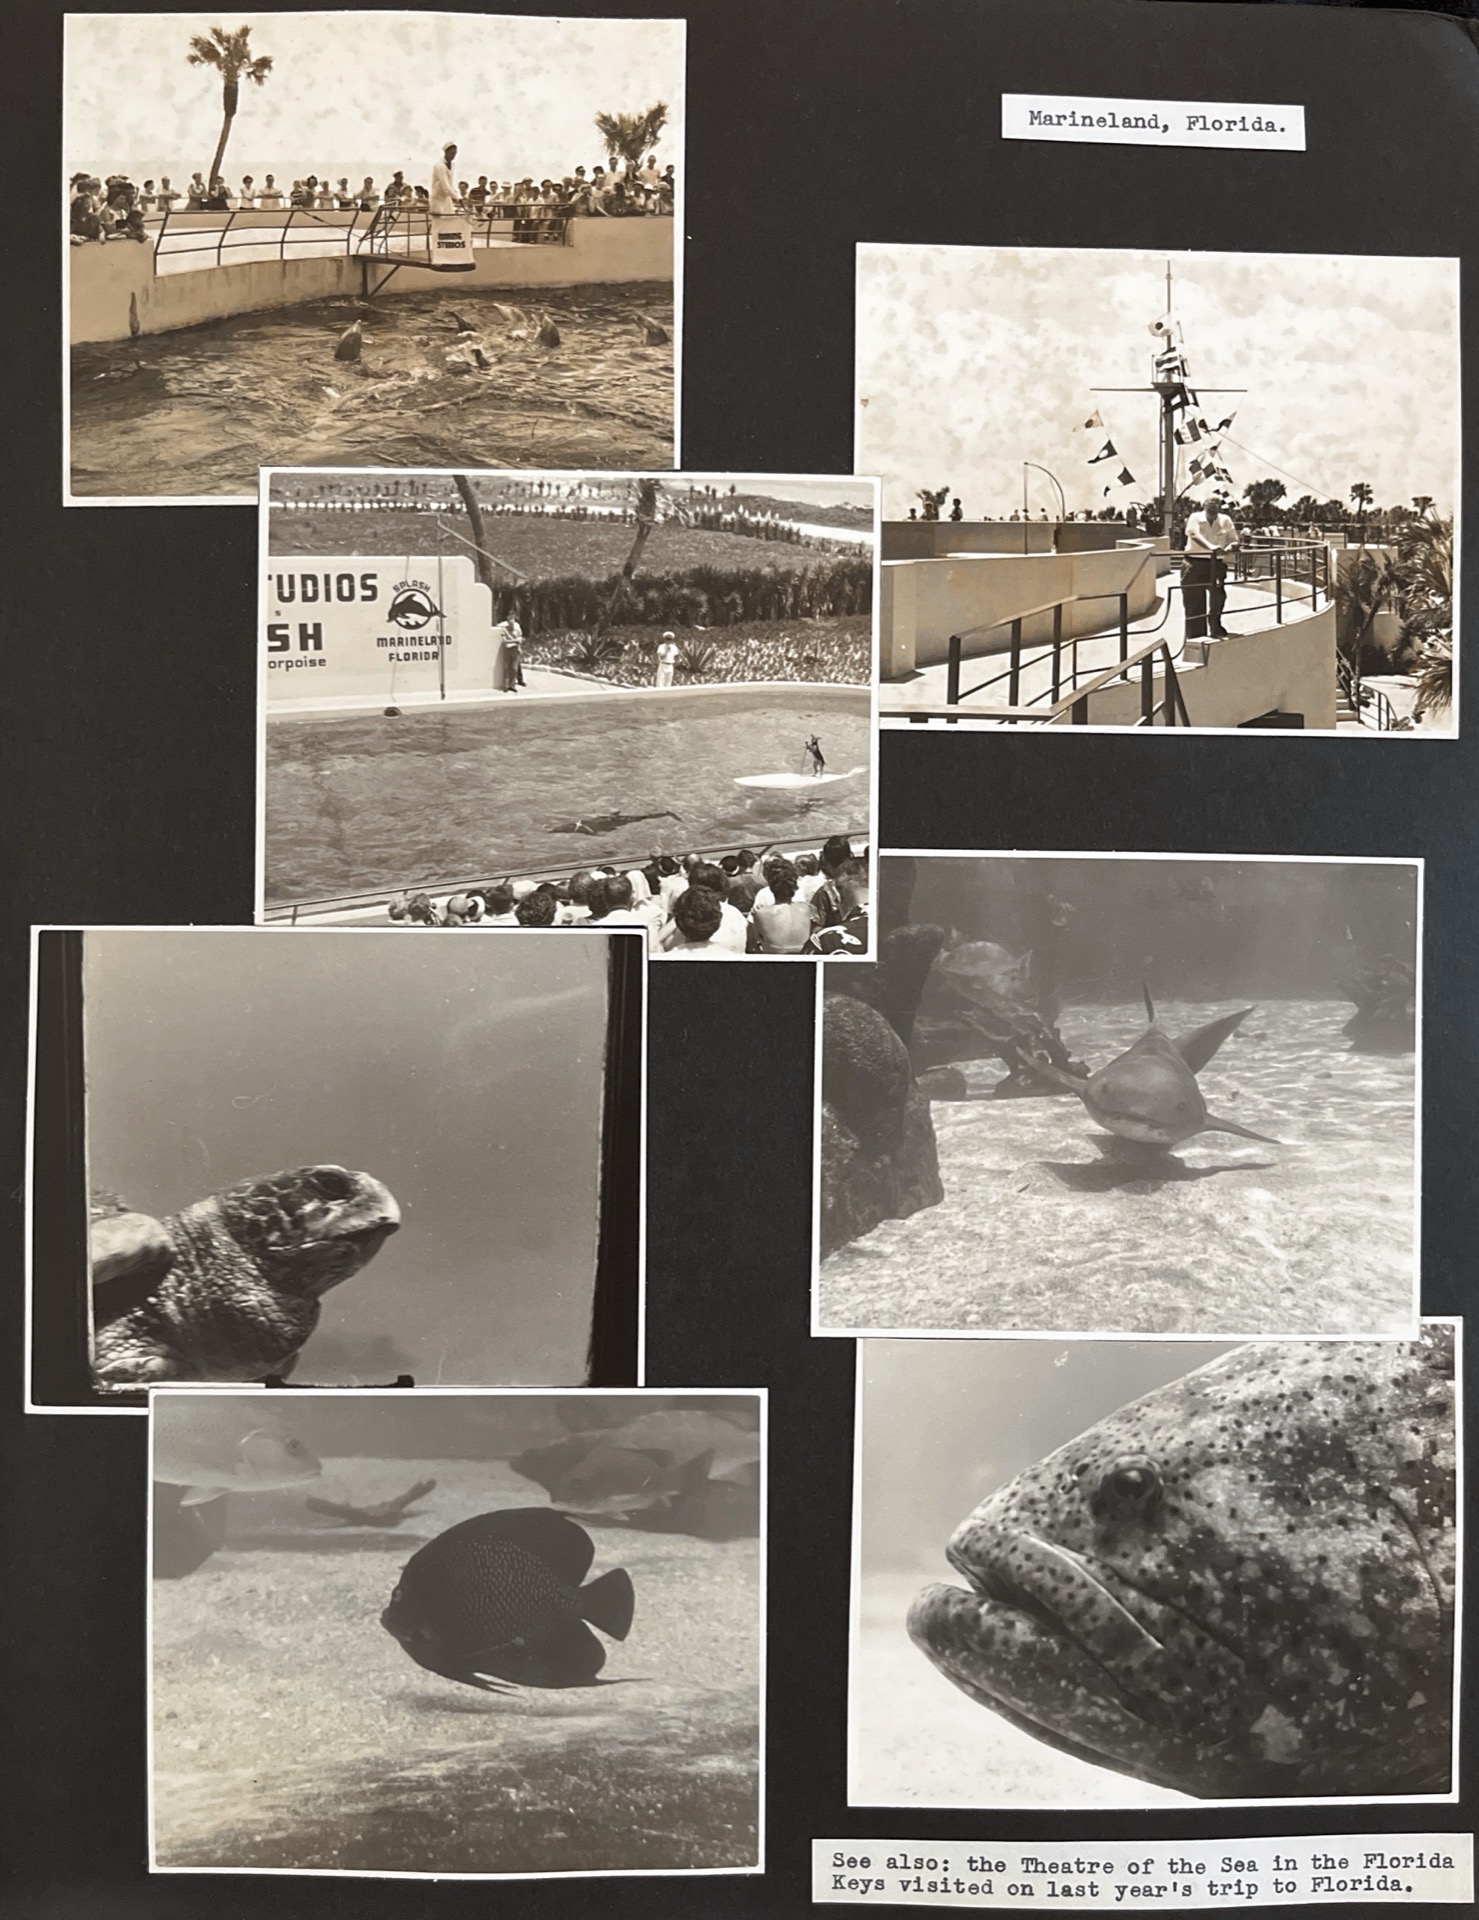 Marineland, Florida.
MARINE
STUDIOS
TUDIOS
s
SH
orpoise
SPLASH
MARINELAND
FLORIDA
See also: the Theatre of the Sea in the Florida
Keys visited on last year's trip to Florida.